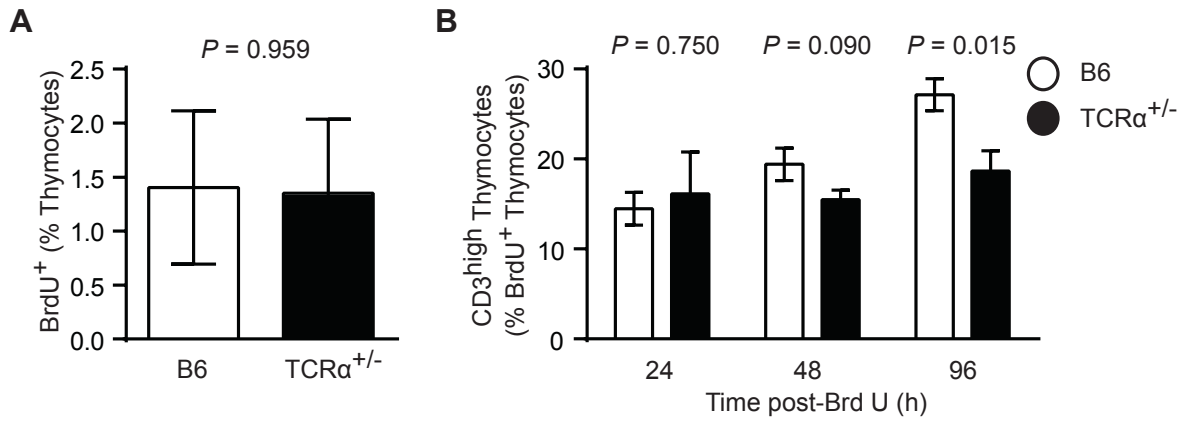 A
P = 0.959
BrdU+ (% Thymocytes)
2.5
2.0
1.5
1.0
0.5
0.0
B6
TCRα+/-
B
P = 0.750
P = 0.090
P = 0.015
CD3high Thymocytes
(% BrdU+ Thymocytes)
30
20
10
0
24
48
96
Time post-Brd U (h)
B6
TCRα+/-